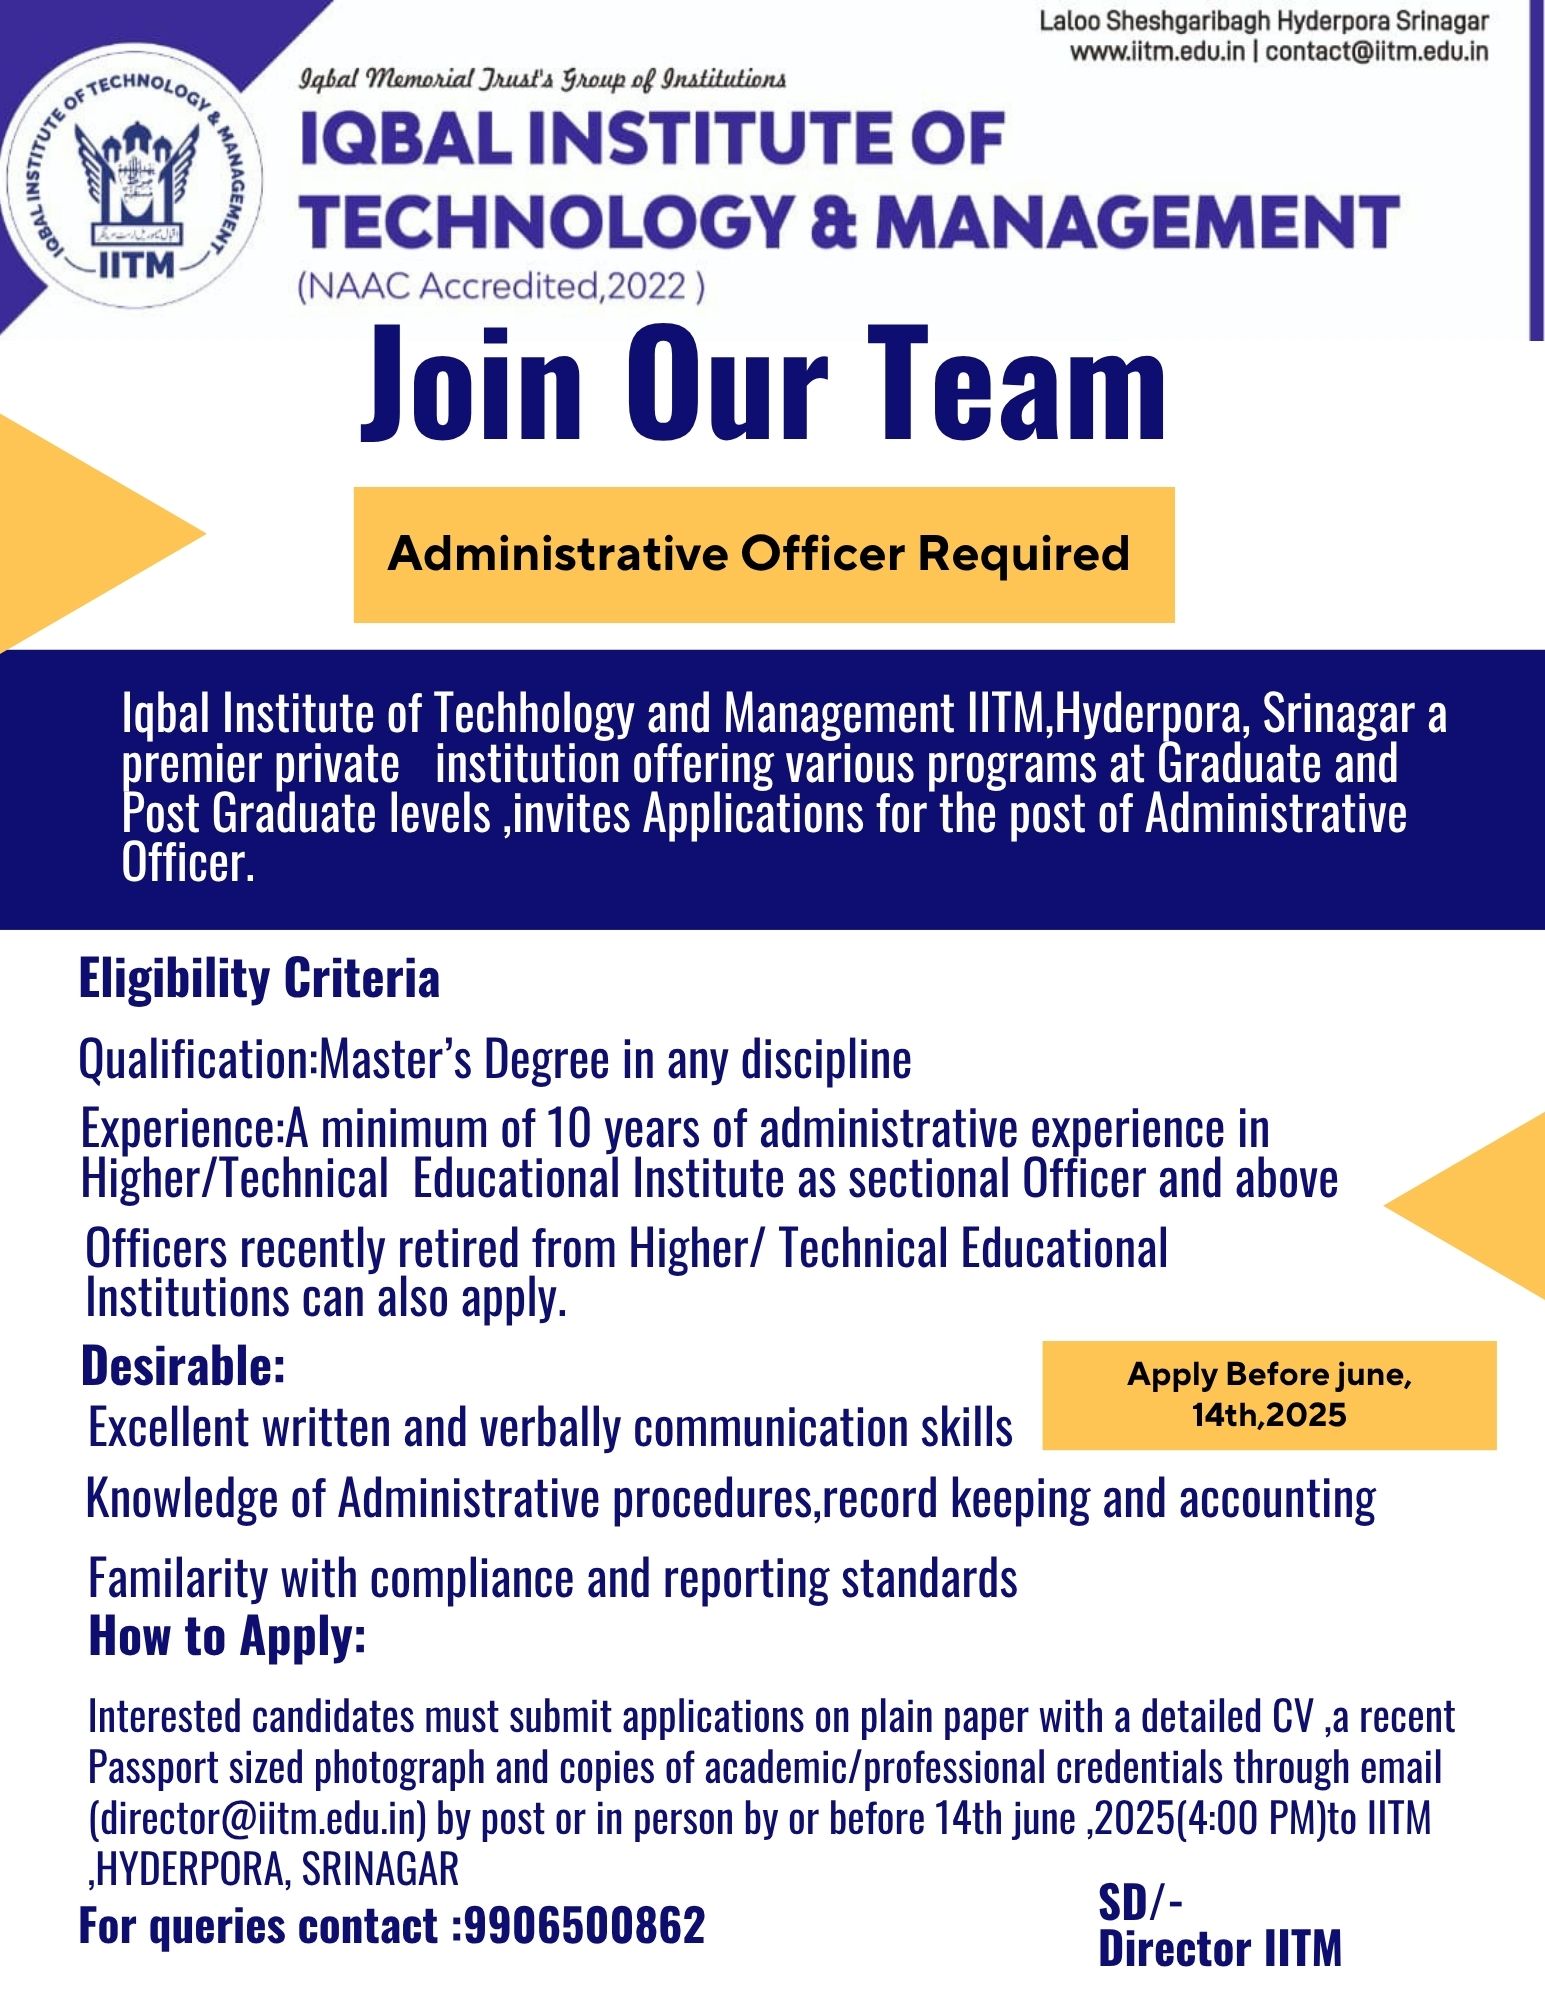 Laloo Sheshgaribagh Hyderpora Srinagar
www.iitm.edu.in | contact@iitm.edu.in
Iqbal Memorial Trust's Group of Institutions
IQBAL INSTITUTE OF
TECHNOLOGY & MANAGEMENT
(NAAC Accredited,2022 )
IQBAL INSTITUTE OF TECHNOLOGY & MANAGEMENT
IITM
Join Our Team
Administrative Officer Required
Iqbal Institute of Techhology and Management IITM,Hyderpora, Srinagar a
premier private institution offering various programs at Graduate and
Post Graduate levels ,invites Applications for the post of Administrative
Officer.
Eligibility Criteria
Qualification:Master’s Degree in any discipline
Experience:A minimum of 10 years of administrative experience in
Higher/Technical Educational Institute as sectional Officer and above
Officers recently retired from Higher/ Technical Educational
Institutions can also apply.
Desirable:
Apply Before june,
14th,2025
Excellent written and verbally communication skills
Knowledge of Administrative procedures,record keeping and accounting
Familarity with compliance and reporting standards
How to Apply:
Interested candidates must submit applications on plain paper with a detailed CV ,a recent
Passport sized photograph and copies of academic/professional credentials through email
(director@iitm.edu.in) by post or in person by or before 14th june ,2025(4:00 PM)to IITM
,HYDERPORA, SRINAGAR
For queries contact :9906500862
SD/-
Director IITM